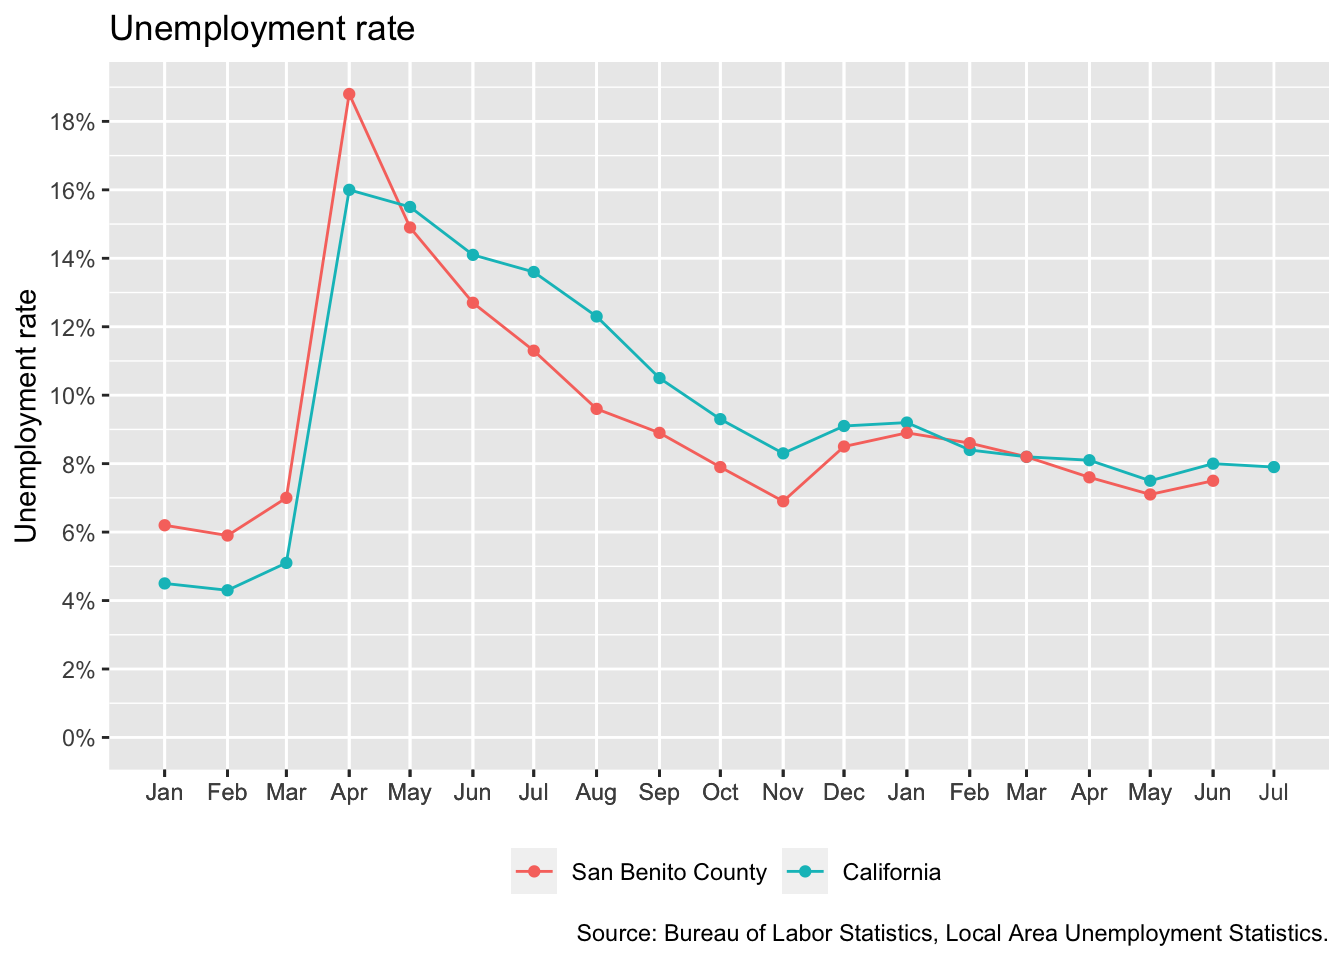 Unemployment rate
Unemployment rate
18%
16%
14%
12%
10%
8%
6%
4%
2%
0%
Jan Feb Mar Apr May Jun Jul Aug Sep Oct Nov Dec Jan Feb Mar Apr May Jun Jul
San Benito County California
Source: Bureau of Labor Statistics, Local Area Unemployment Statistics.